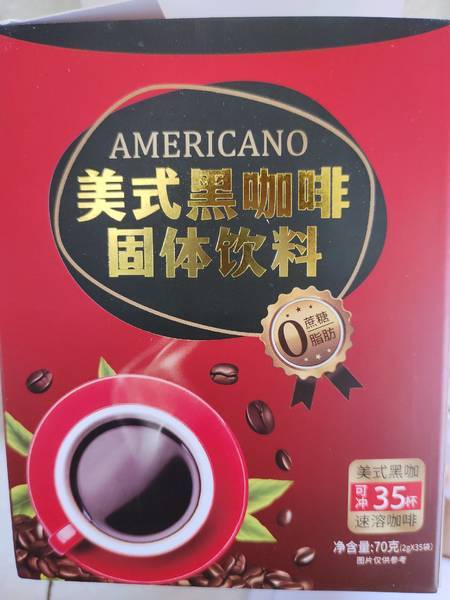 AMERICANO
美式黑咖啡
固体饮料
0蔗糖
脂肪
美式黑咖
可冲35杯
速溶咖啡
净含量:70克(2gX35袋)
图片仅供参考